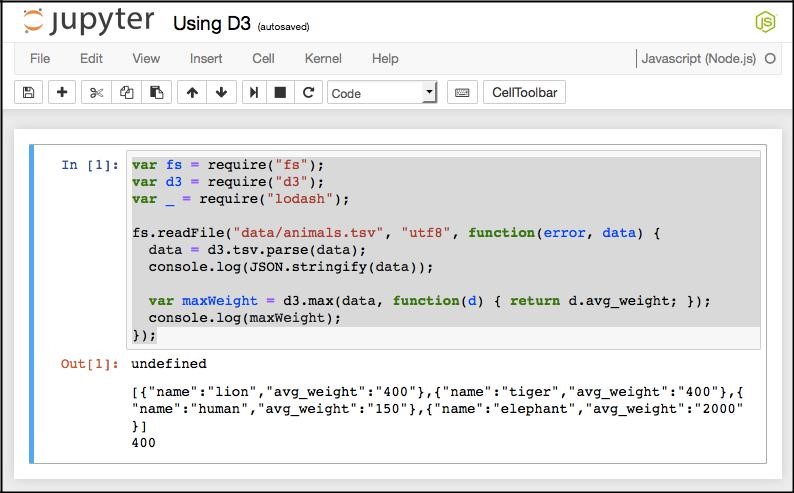 jupyter Using D3 (autosaved)
JS
File Edit View Insert Cell Kernel Help Javascript (Node.js)
Code CellToolbar
In [1]: var fs = require("fs");
var d3 = require("d3");
var _ = require("lodash");
fs.readFile("data/animals.tsv", "utf8", function(error, data) {
data = d3.tsv.parse(data);
console.log(JSON.stringify(data));
var maxWeight = d3.max(data, function(d) { return d.avg_weight; });
console.log(maxWeight);
});
Out[1]: undefined
[{"name":"lion","avg_weight":"400"},{"name":"tiger","avg_weight":"400"},{
"name":"human","avg_weight":"150"},{"name":"elephant","avg_weight":"2000"
}]
400